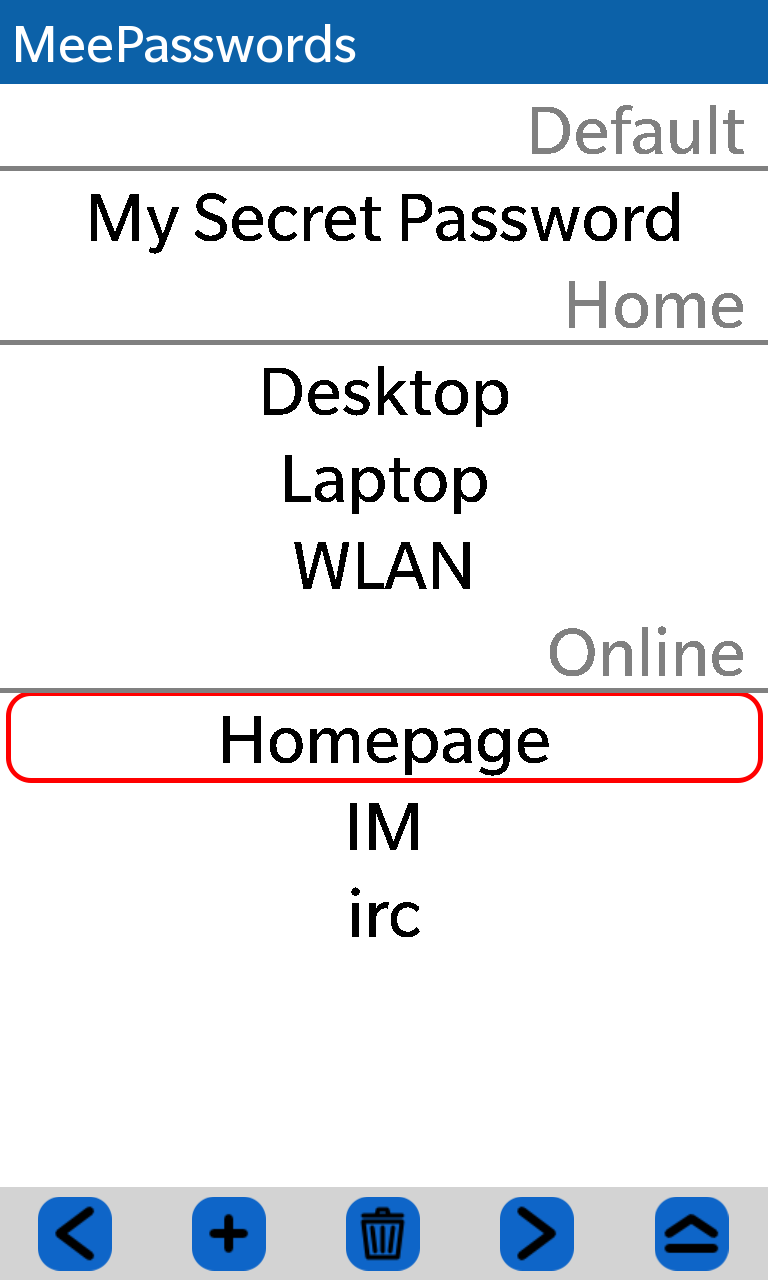 MeePasswords
Default
My Secret Password
Home
Desktop
Laptop
WLAN
Online
Homepage
IM
irc